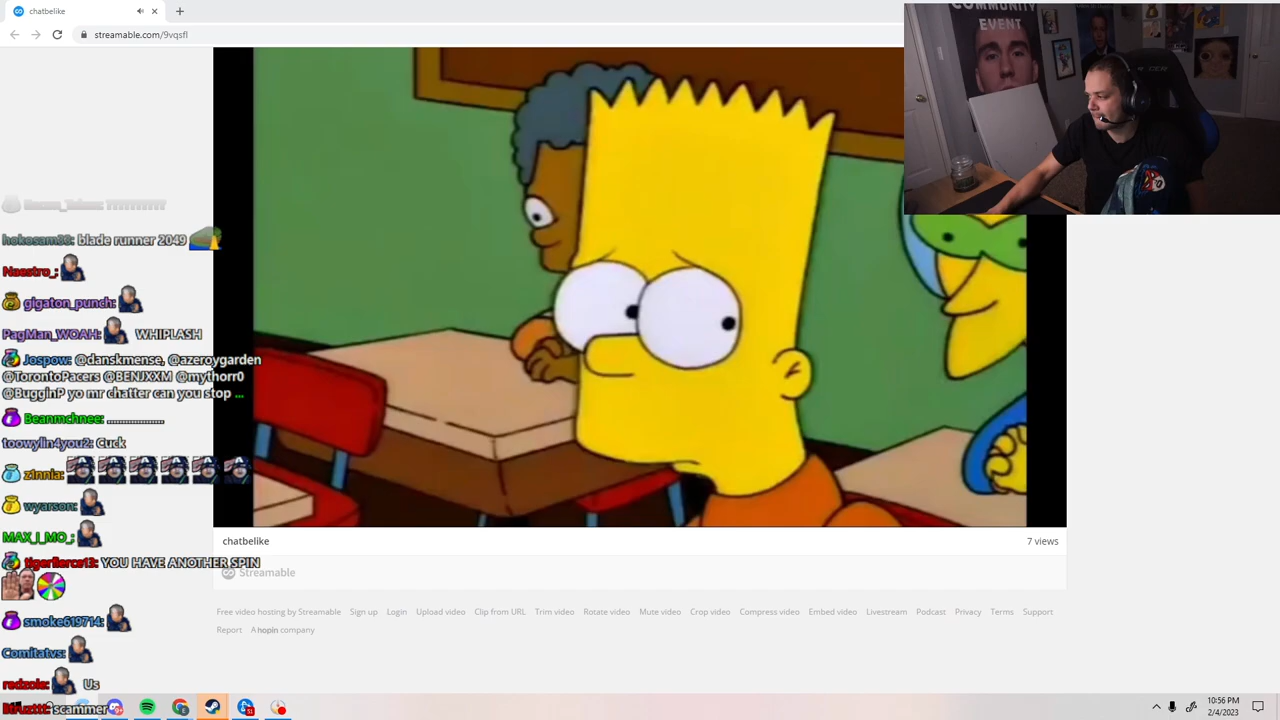 chatbelike
streamable.com/9vqsfl
COMMUNITY
EVENT
hokosam33: blade runner 2049
Naestro_:
gigaton_punch:
PagMan_WOAH: WHIPLASH
Jospow: @danskmense, @azeroygarden
@TorontoPacers @BENJXXM @mythorr0
@BugginP yo mr chatter can you stop ...
Beanmchnee: ...................
toowylin4you2: Cuck
z1nnia:
wyarson:
MAX_I_MO_:
tigerfierce13: YOU HAVE ANOTHER SPIN
smoke619714:
Comitatvs:
redzole: Us
scammer
chatbelike
7 views
Streamable
Free video hosting by Streamable Sign up Login Upload video Clip from URL Trim video Rotate video Mute video Crop video Compress video Embed video Livestream Podcast Privacy Terms Support
Report A hopin company
10:56 PM
2/4/2023